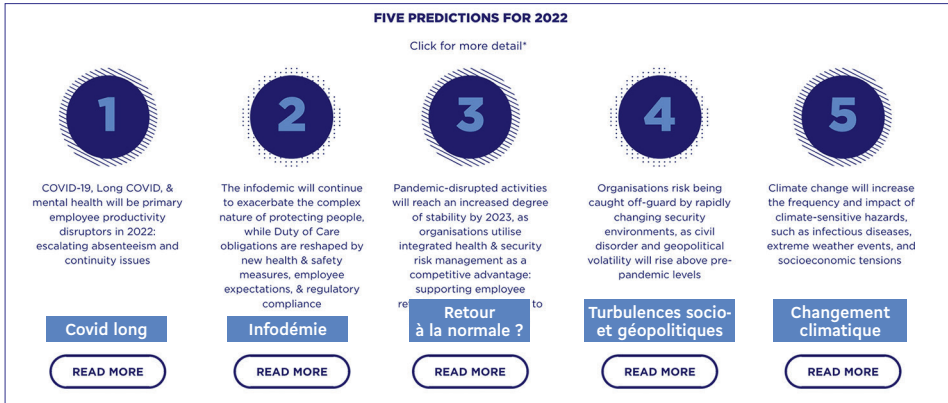 FIVE PREDICTIONS FOR 2022
Click for more detail*
1
COVID-19, Long COVID, &
mental health will be primary
employee productivity
disruptors in 2022:
escalating absenteeism and
continuity issues
Covid long
READ MORE
2
The infodemic will continue
to exacerbate the complex
nature of protecting people,
while Duty of Care
obligations are reshaped by
new health & safety
measures, employee
expectations, & regulatory
compliance
Infodémie
READ MORE
3
Pandemic-disrupted activities
will reach an increased degree
of stability by 2023, as
organisations utilise
integrated health & security
risk management as a
competitive advantage:
supporting employee
to
Retour
à la normale ?
READ MORE
4
Organisations risk being
caught off-guard by rapidly
changing security
environments, as civil
disorder and geopolitical
volatility will rise above pre-
pandemic levels
Turbulences socio-
et géopolitiques
READ MORE
5
Climate change will increase
the frequency and impact of
climate-sensitive hazards,
such as infectious diseases,
extreme weather events, and
socioeconomic tensions
Changement
climatique
READ MORE